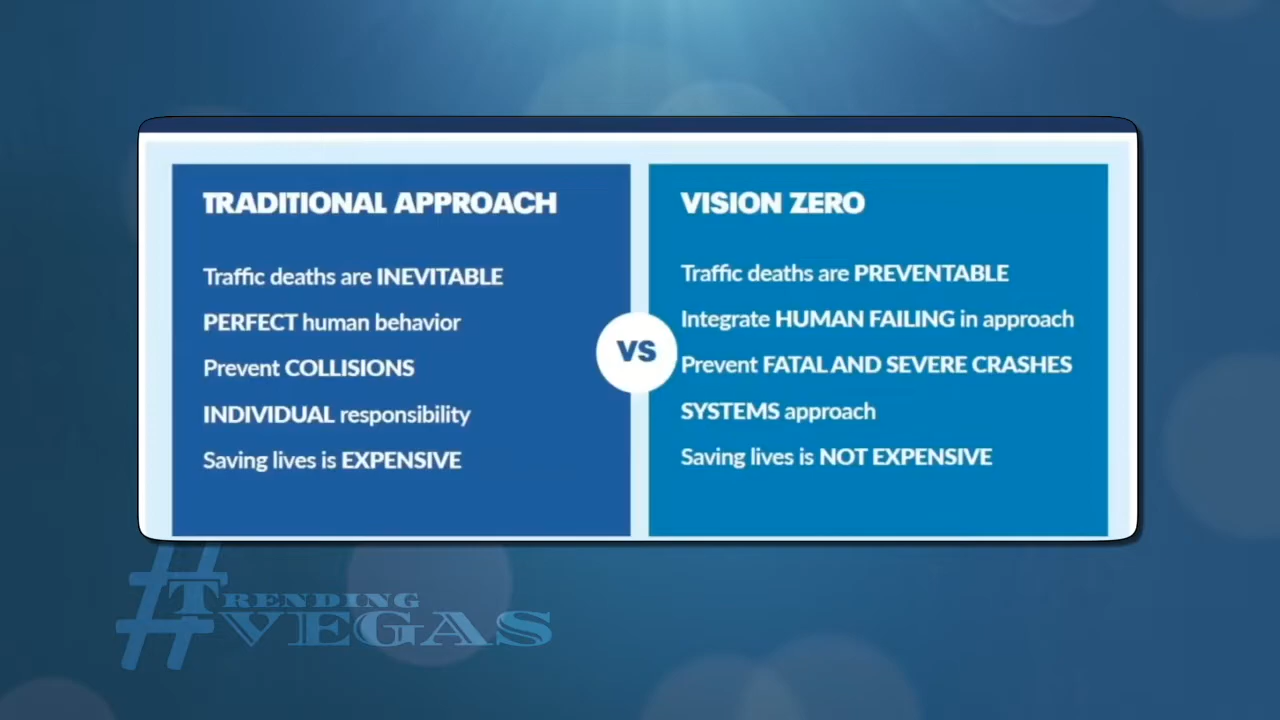 TRADITIONAL APPROACH
Traffic deaths are INEVITABLE
PERFECT human behavior
Prevent COLLISIONS
INDIVIDUAL responsibility
Saving lives is EXPENSIVE
VS
VISION ZERO
Traffic deaths are PREVENTABLE
Integrate HUMAN FAILING in approach
Prevent FATAL AND SEVERE CRASHES
SYSTEMS approach
Saving lives is NOT EXPENSIVE
#TRENDING
VEGAS